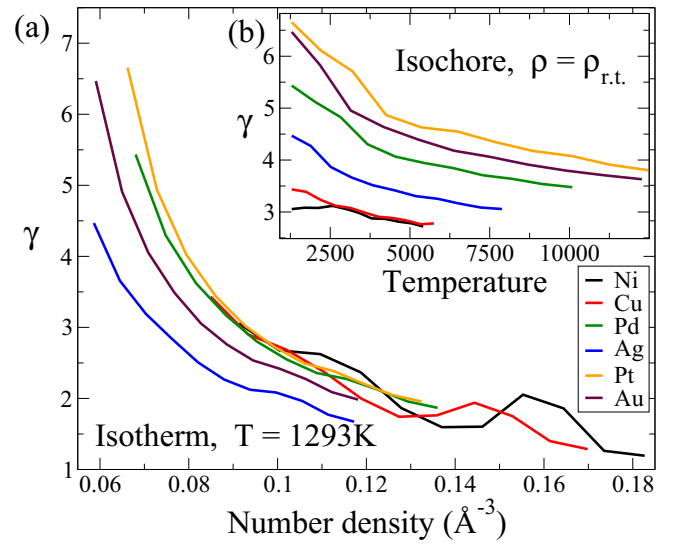 (a)
7
6
5
4
3
2
1
γ
0.06 0.08 0.1 0.12 0.14 0.16 0.18
Number density (Å⁻³)
Isotherm, T = 1293K
(b)
Isochore, ρ = ρr.t.
6
5
4
3
γ
2500 5000 7500 10000
Temperature
Ni
Cu
Pd
Ag
Pt
Au